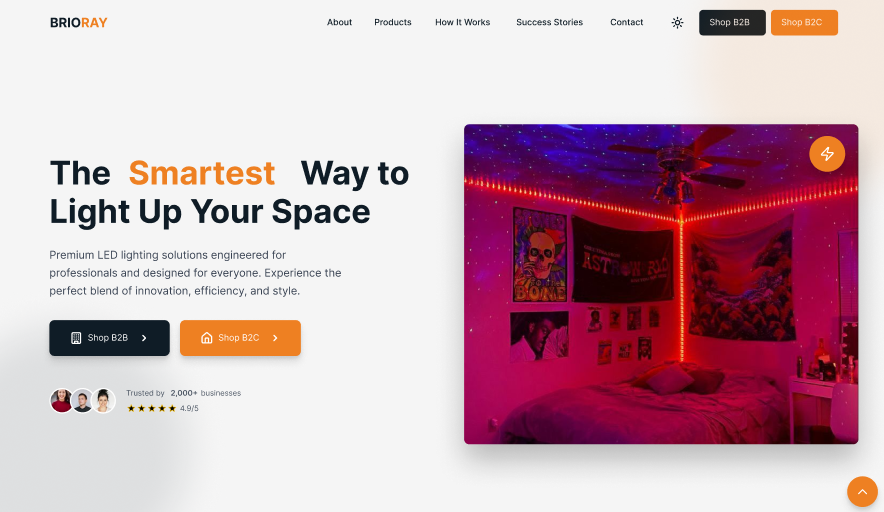 BRIORAY
About
Products
How It Works
Success Stories
Contact
Shop B2B
Shop B2C
The Smartest Way to
Light Up Your Space
Premium LED lighting solutions engineered for
professionals and designed for everyone. Experience the
perfect blend of innovation, efficiency, and style.
Shop B2B
Shop B2C
Trusted by 2,000+ businesses
★★★★★ 4.9/5